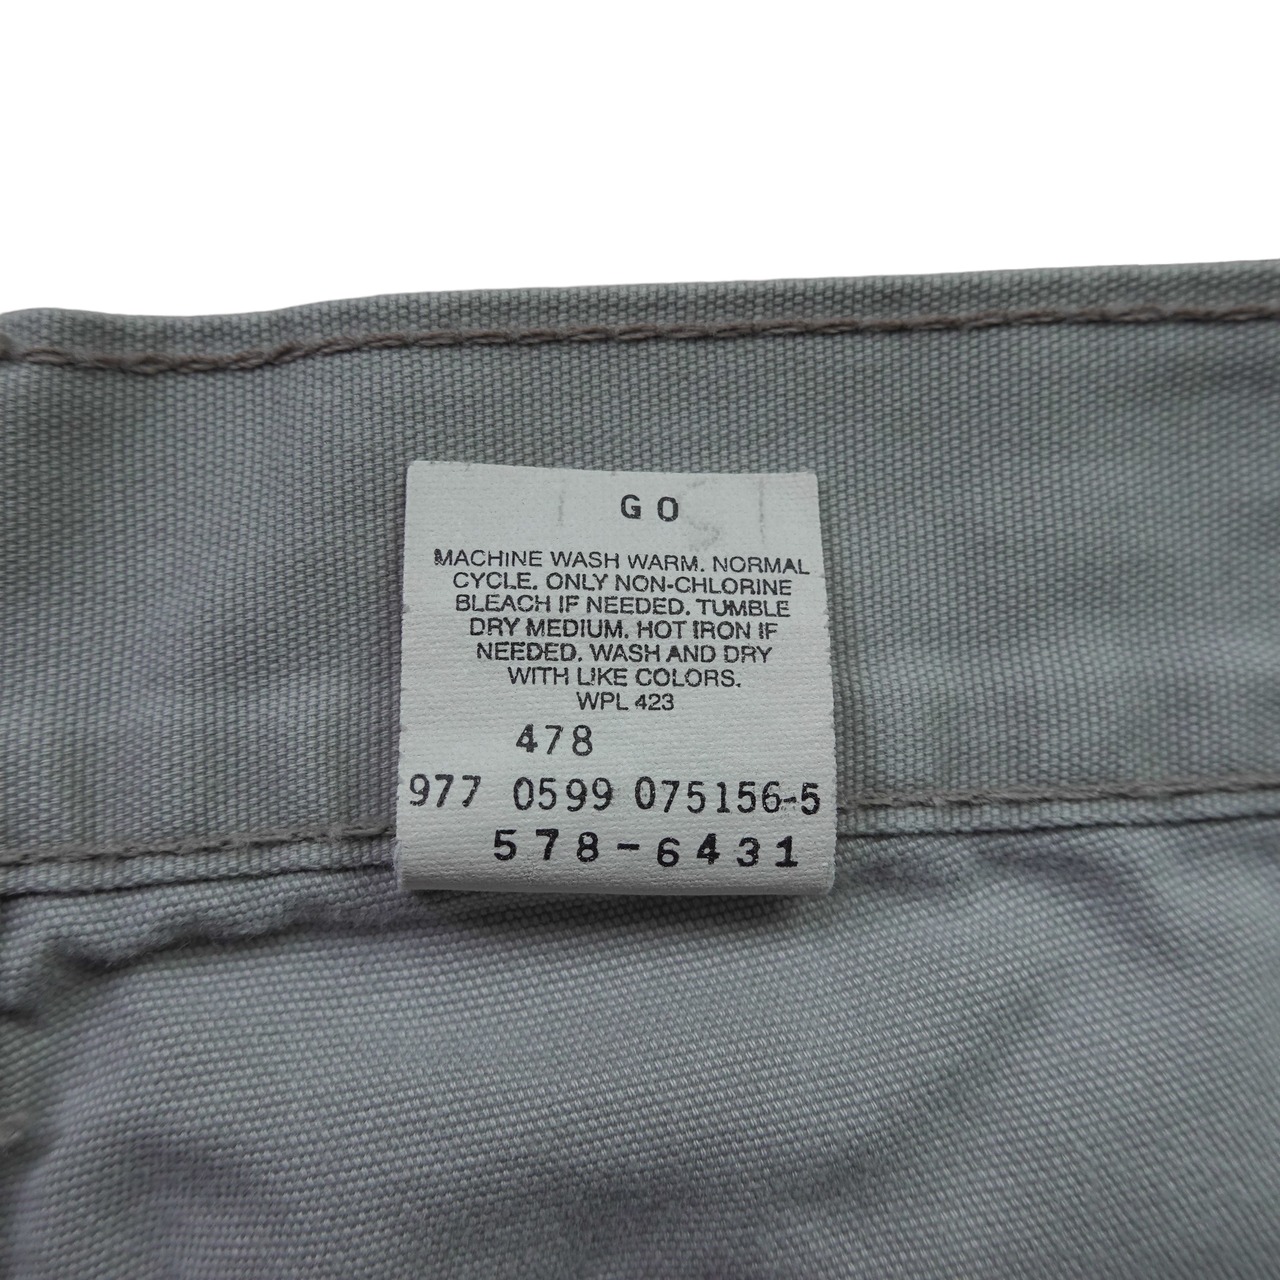 GO
MACHINE WASH WARM. NORMAL
CYCLE. ONLY NON-CHLORINE
BLEACH IF NEEDED. TUMBLE
DRY MEDIUM. HOT IRON IF
NEEDED. WASH AND DRY
WITH LIKE COLORS.
WPL 423
478
977 0599 075156-5
578-6431